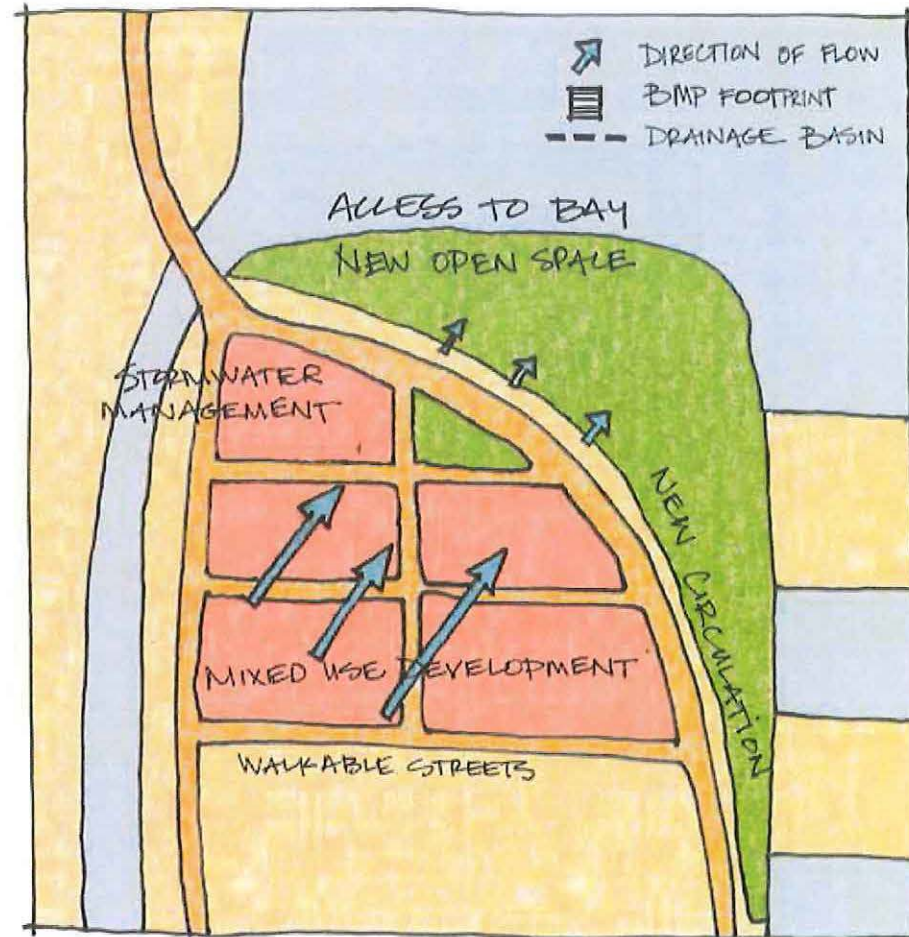 DIRECTION OF FLOW
BMP FOOTPRINT
DRAINAGE BASIN
ACCESS TO BAY
NEW OPEN SPACE
STORMWATER
MANAGEMENT
NEW CIRCULATION
MIXED USE DEVELOPMENT
WALKABLE STREETS